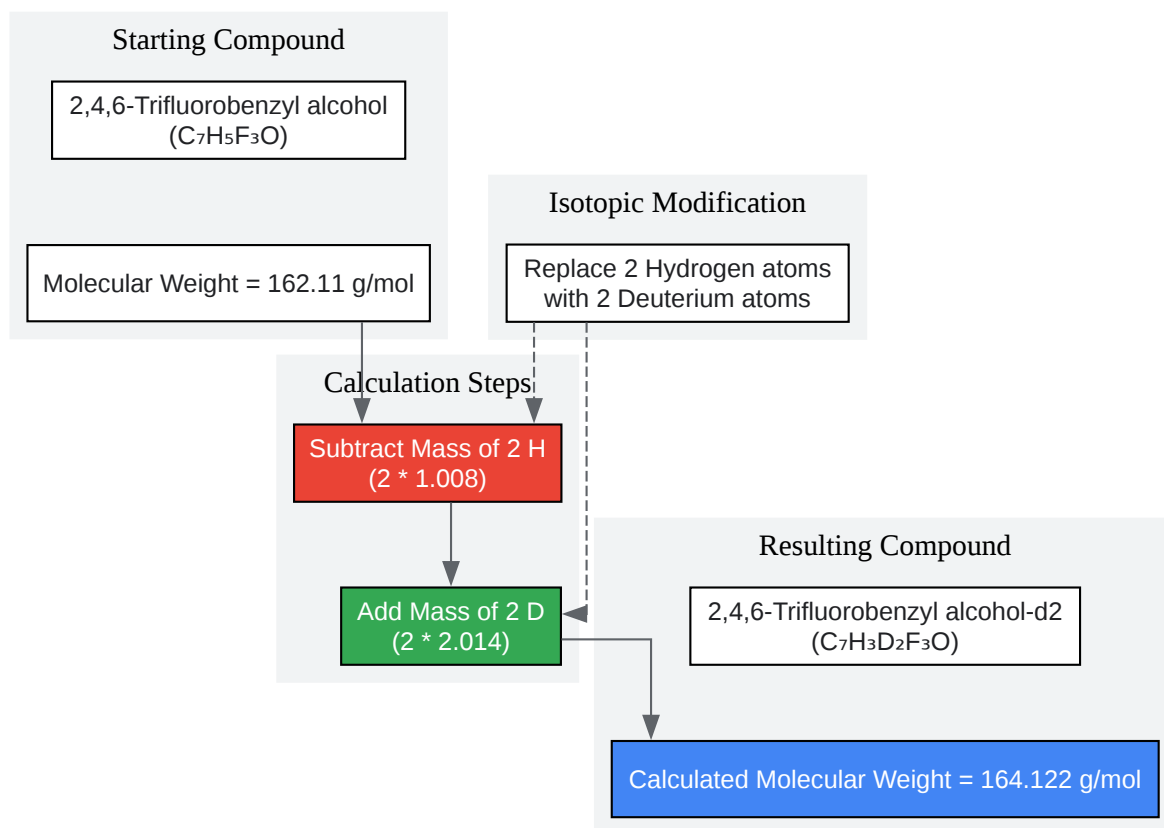 Starting Compound
2,4,6-Trifluorobenzyl alcohol
(C₇H₅F₃O)
Molecular Weight = 162.11 g/mol
Isotopic Modification
Replace 2 Hydrogen atoms
with 2 Deuterium atoms
Calculation Steps
Subtract Mass of 2 H
(2 * 1.008)
Add Mass of 2 D
(2 * 2.014)
Resulting Compound
2,4,6-Trifluorobenzyl alcohol-d2
(C₇H₃D₂F₃O)
Calculated Molecular Weight = 164.122 g/mol